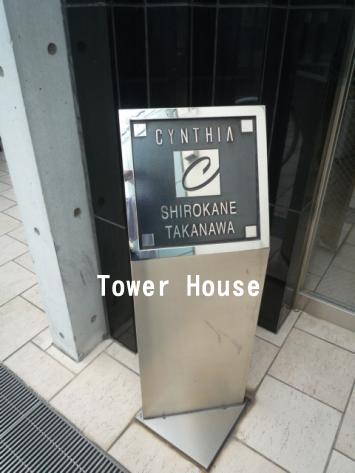 CYNTHIA
C
SHIROKANE
TAKANAWA
Tower House